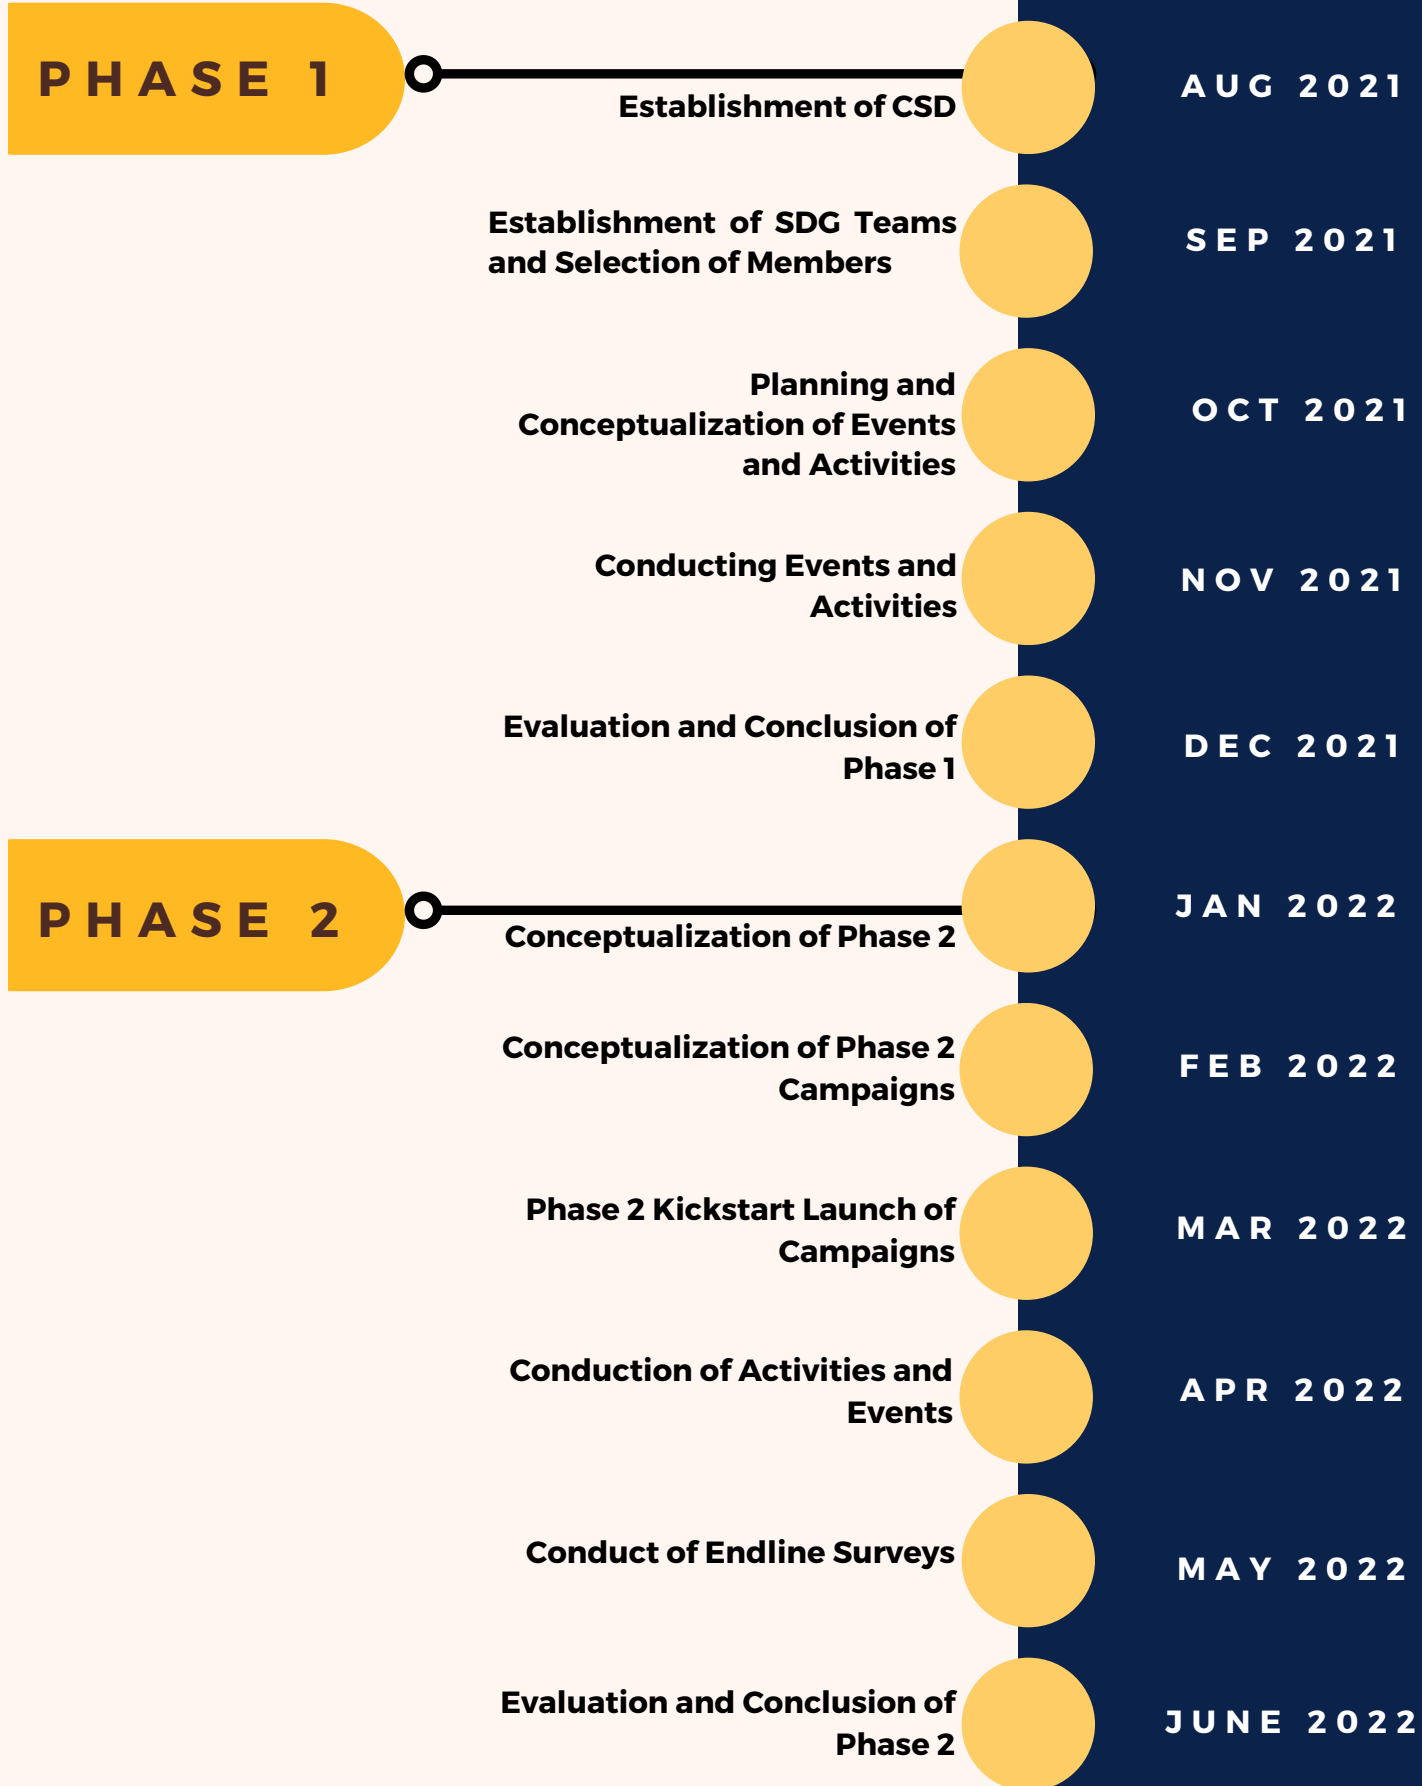 PHASE 1
Establishment of CSD
AUG 2021
Establishment of SDG Teams
and Selection of Members
SEP 2021
Planning and
Conceptualization of Events
and Activities
OCT 2021
Conducting Events and
Activities
NOV 2021
Evaluation and Conclusion of
Phase 1
DEC 2021
PHASE 2
Conceptualization of Phase 2
JAN 2022
Conceptualization of Phase 2
Campaigns
FEB 2022
Phase 2 Kickstart Launch of
Campaigns
MAR 2022
Conduction of Activities and
Events
APR 2022
Conduct of Endline Surveys
MAY 2022
Evaluation and Conclusion of
Phase 2
JUNE 2022